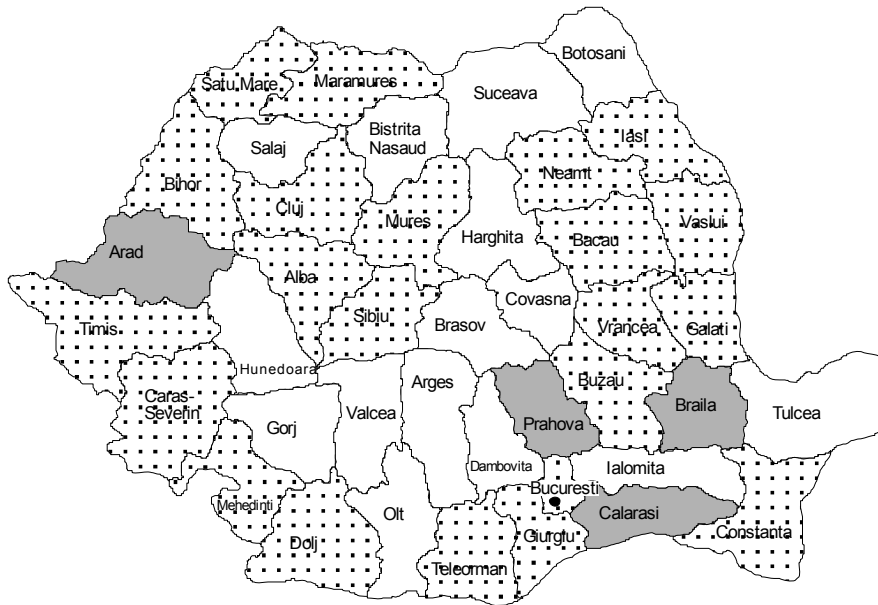 Botosani
Satu Mare
Maramures
Suceava
Iasi
Bistrita
Nasaud
Salaj
Neamt
Bihor
Cluj
Mures
Vaslui
Harghita
Bacau
Arad
Alba
Covasna
Timis
Sibiu
Brasov
Vrancea
Galati
Hunedoara
Arges
Buzau
Caras-
Severin
Valcea
Prahova
Braila
Tulcea
Gorj
Dambovita
Ialomita
Bucuresti
Mehedinti
Olt
Calarasi
Constanta
Dolj
Giurgiu
Teleorman